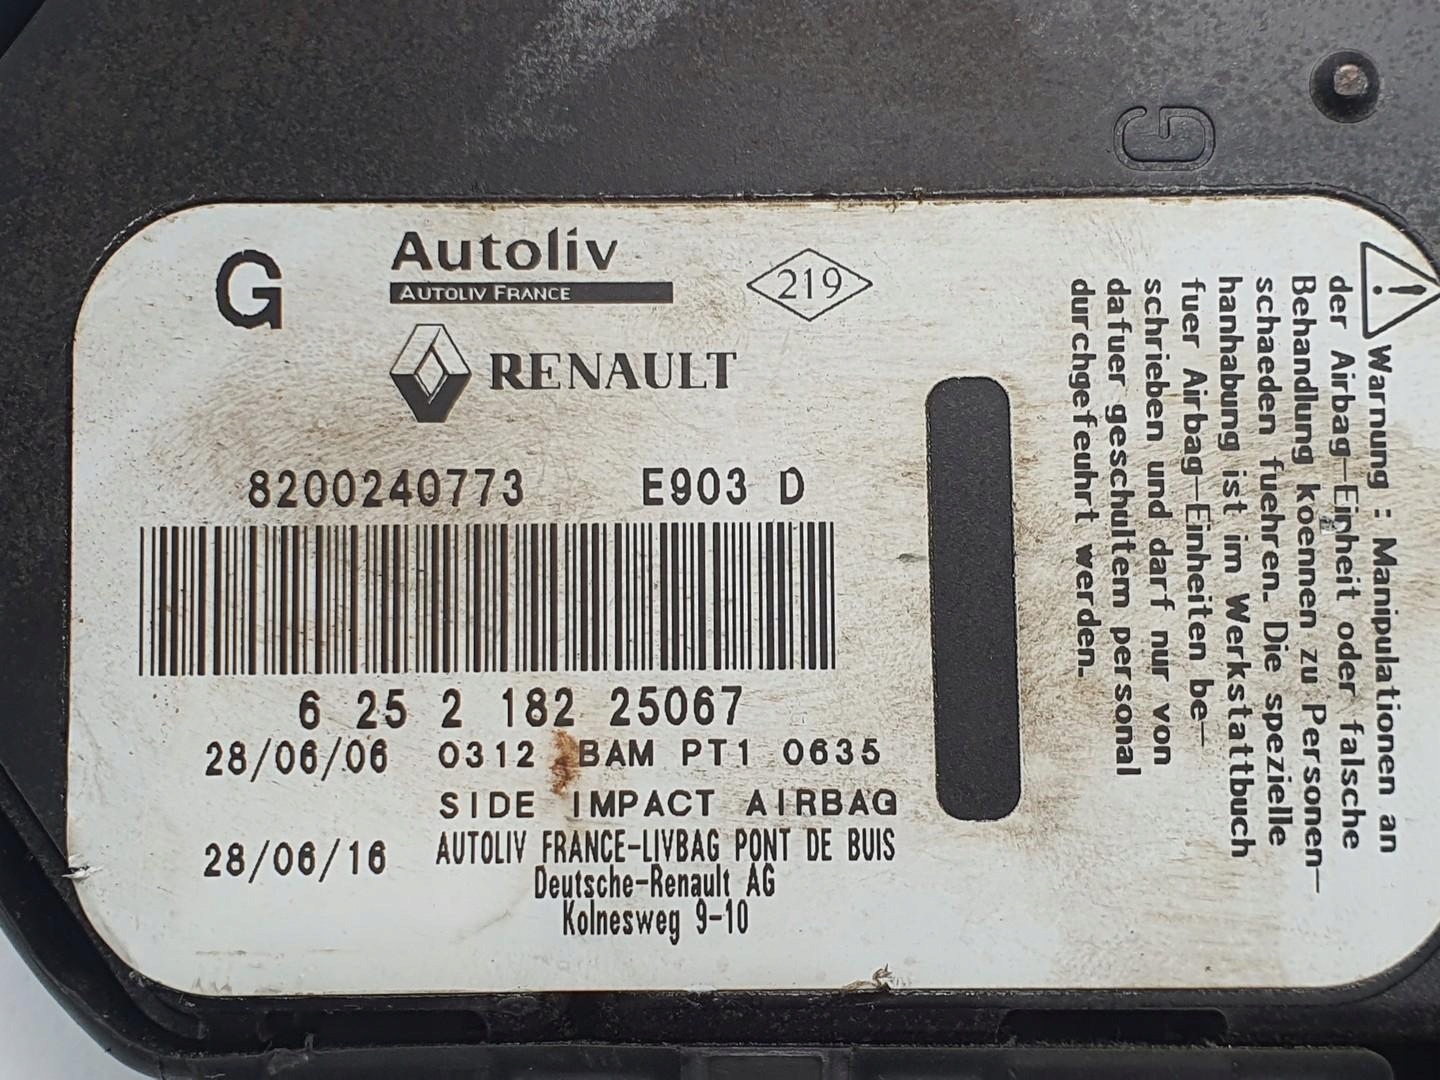 G
G
Autoliv
AUTOLIV FRANCE
219
RENAULT
8200240773 E903 D
6 25 2 182 25067
28/06/06 0312 BAM PT1 0635
SIDE IMPACT AIRBAG
28/06/16 AUTOLIV FRANCE-LIVBAG PONT DE BUIS
Deutsche-Renault AG
Kolnesweg 9-10
! Warnung : Manipulationen an
der Airbag-Einheit oder falsche
Behandlung koennen zu Personen-
schaeden fuehren. Die spezielle
hanhabung ist im Werkstattbuch
fuer Airbag-Einheiten be-
schrieben und darf nur von
dafuer geschultem personal
durchgefeuhrt werden.